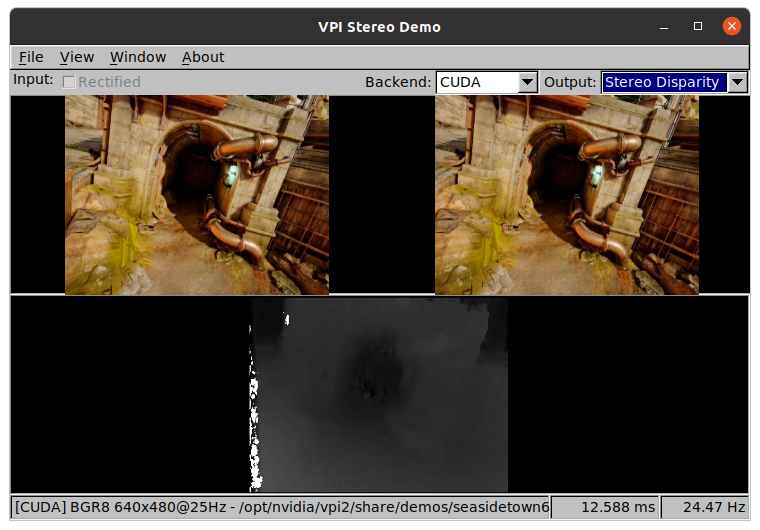 VPI Stereo Demo
File View Window About
Input: Rectified Backend: CUDA Output: Stereo Disparity
[CUDA] BGR8 640x480@25Hz - /opt/nvidia/vpi2/share/demos/seasidetown6 12.588 ms 24.47 Hz